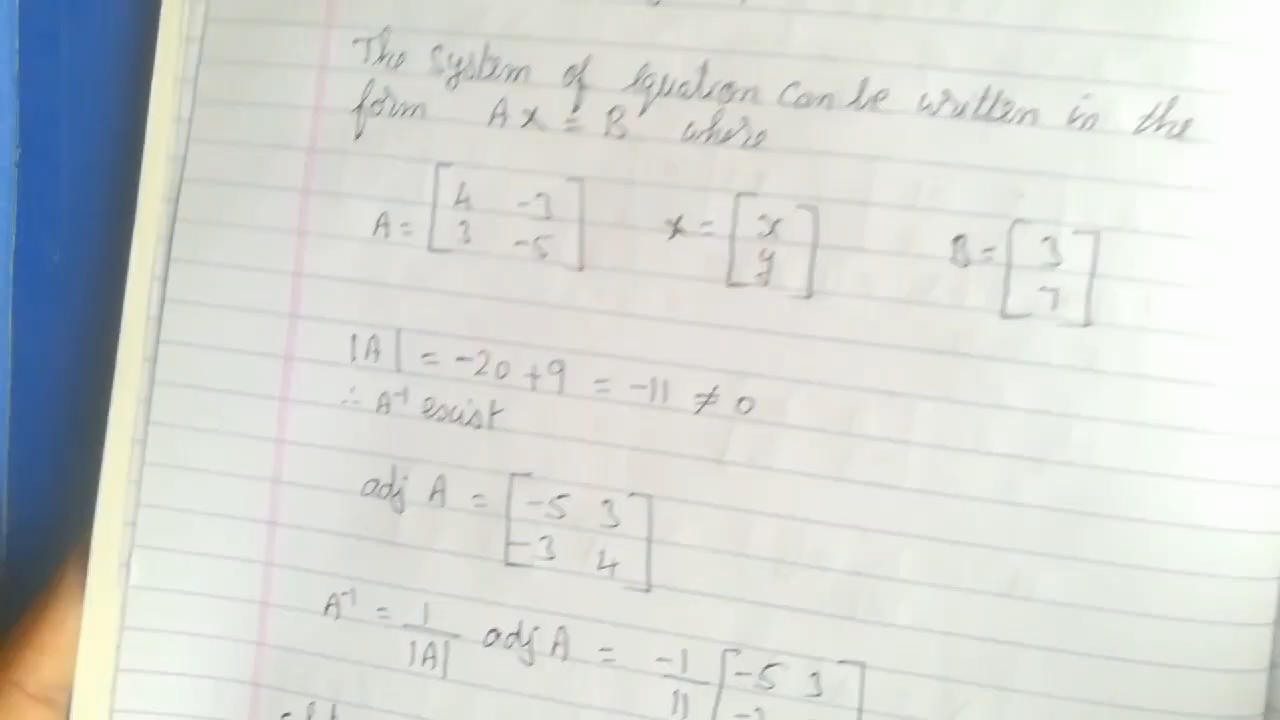 The system of equation can be written in the
form AX = B where
A = [4 -3 3 -5] x = [x y] B = [3 7]
|A| = -20 + 9 = -11 ≠ 0
∴ A⁻¹ exist
adj A = [-5 3 -3 4]
A⁻¹ = 1/|A| adj A = -1/11 [-5 3